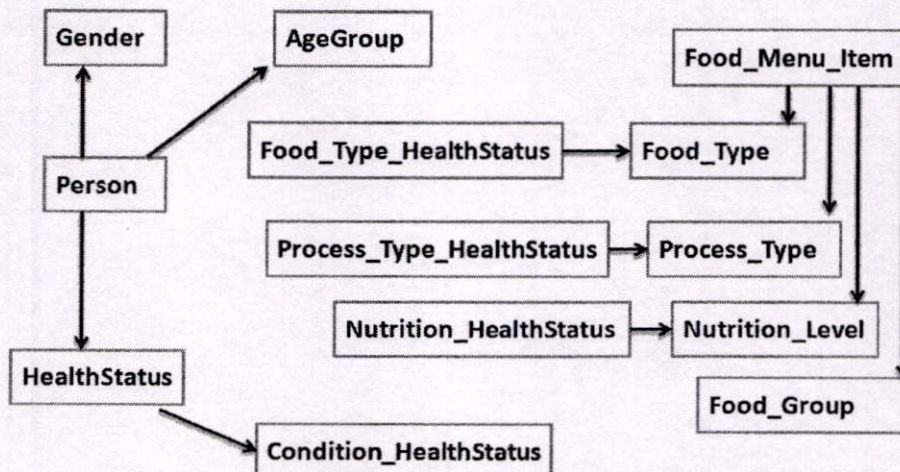 Gender
AgeGroup
Food_Menu_Item
Food_Type_HealthStatus
Food_Type
Person
Process_Type_HealthStatus
Process_Type
Nutrition_HealthStatus
Nutrition_Level
HealthStatus
Food_Group
Condition_HealthStatus